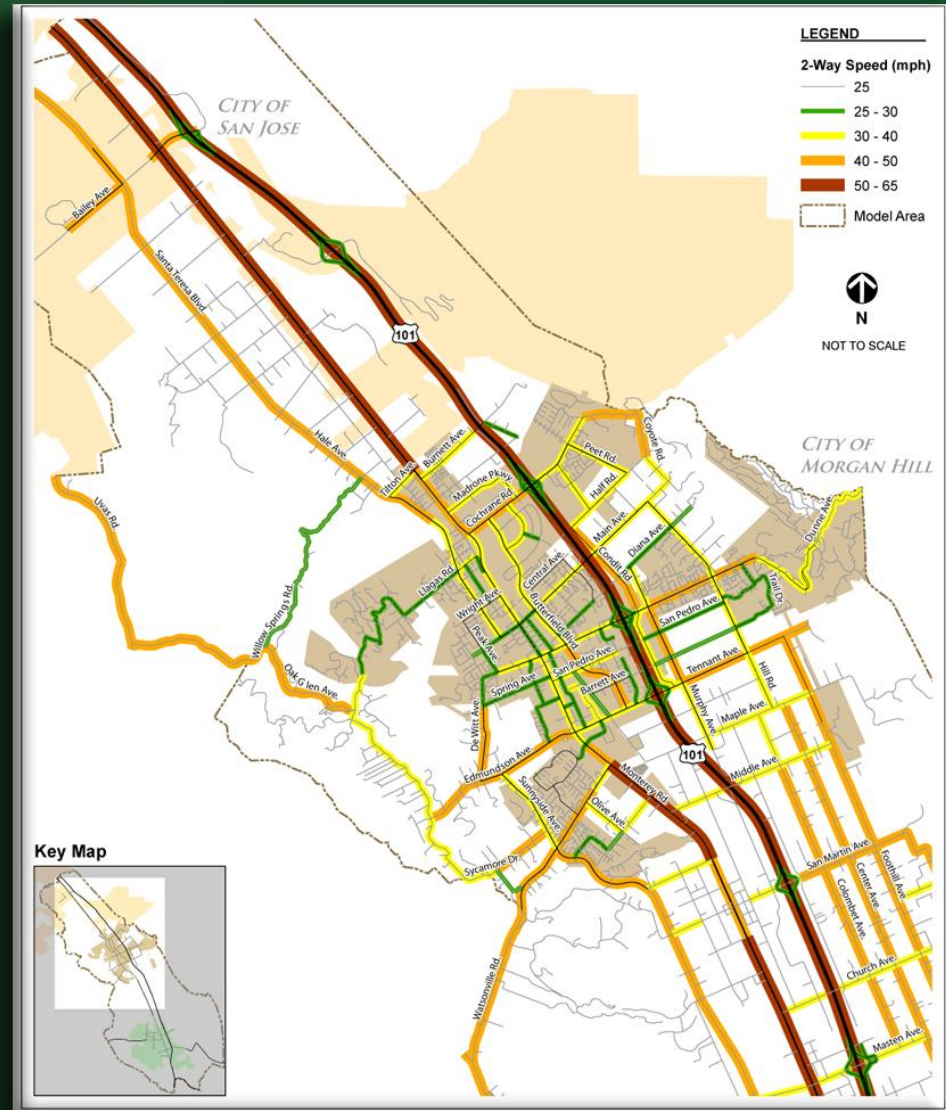 LEGEND
2-Way Speed (mph)
25
25 - 30
30 - 40
40 - 50
50 - 65
Model Area
N
NOT TO SCALE
CITY OF
SAN JOSE
Bailey Ave.
Santa Teresa Blvd.
101
Hale Ave.
Tilton Ave.
Burnett Ave.
Madrone Pkwy.
Cochrane Rd.
Peet Rd.
Half Rd.
Coyote Rd.
CITY OF
MORGAN HILL
Main Ave.
Diana Ave.
Condit Rd
Dunne Ave.
Trail Dr.
Uvas Rd.
Willow Springs Rd.
Llagas Rd.
Wright Ave.
Central Ave.
Butterfield Blvd.
Peak Ave.
San Pedro Ave.
San Pedro Ave.
Spring Ave.
Barrett Ave.
Tennant Ave.
Oak Glen Ave.
De Witt Ave.
Murphy Ave.
Hill Rd.
Maple Ave.
Edmundson Ave.
101
Middle Ave.
Monterey Rd.
Sunnyside Ave.
Olive Ave.
Sycamore Dr.
San Martin Ave.
Foothill Ave.
Center Ave.
Colombet Ave.
Watsonville Rd.
Church Ave.
Masten Ave.
Key Map